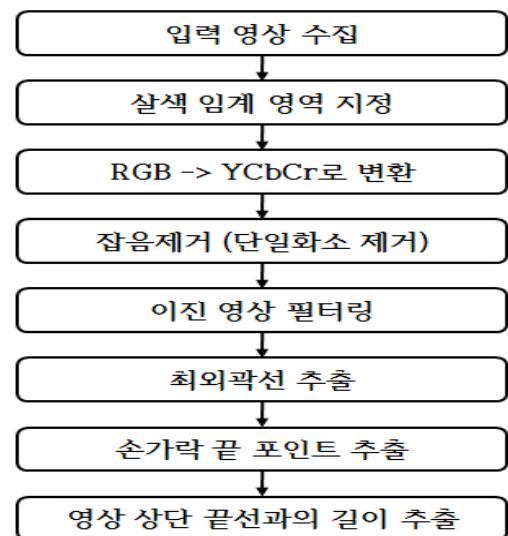 입력 영상 수집
살색 임계 영역 지정
RGB -> YCbCr로 변환
잡음제거 (단일화소 제거)
이진 영상 필터링
최외곽선 추출
손가락 끝 포인트 추출
영상 상단 끝선과의 길이 추출